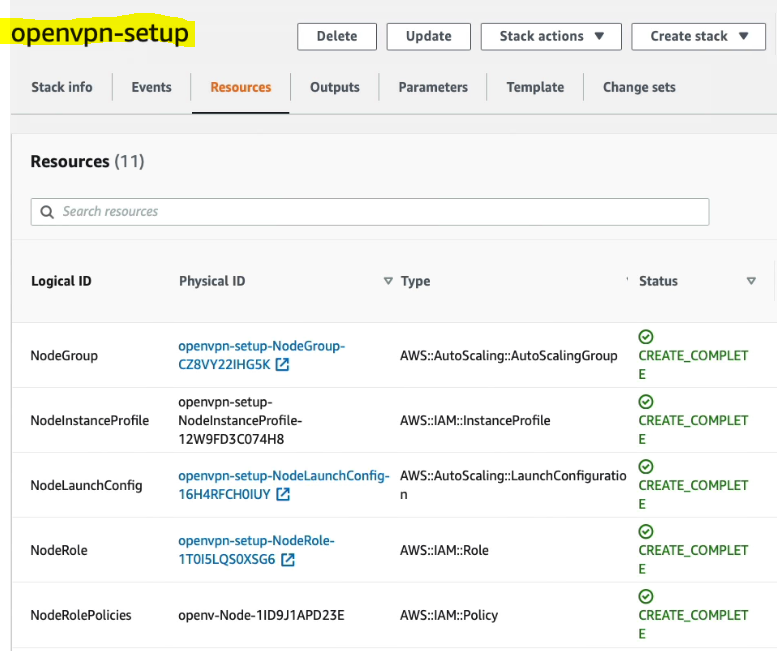 openvpn-setup
Delete
Update
Stack actions
Create stack
Stack info
Events
Resources
Outputs
Parameters
Template
Change sets
Resources (11)
Search resources
Logical ID
Physical ID
Type
Status
NodeGroup
openvpn-setup-NodeGroup-
CZ8VY22IHG5K
AWS::AutoScaling::AutoScalingGroup
CREATE_COMPLET
E
NodeInstanceProfile
openvpn-setup-
NodeInstanceProfile-
12W9FD3C074H8
AWS::IAM::InstanceProfile
CREATE_COMPLET
E
NodeLaunchConfig
openvpn-setup-NodeLaunchConfig-
16H4RFCH0IUY
AWS::AutoScaling::LaunchConfiguratio
n
CREATE_COMPLET
E
NodeRole
openvpn-setup-NodeRole-
1T0I5LQS0XSG6
AWS::IAM::Role
CREATE_COMPLET
E
NodeRolePolicies
openv-Node-1ID9J1APD23E
AWS::IAM::Policy
CREATE_COMPLET
E